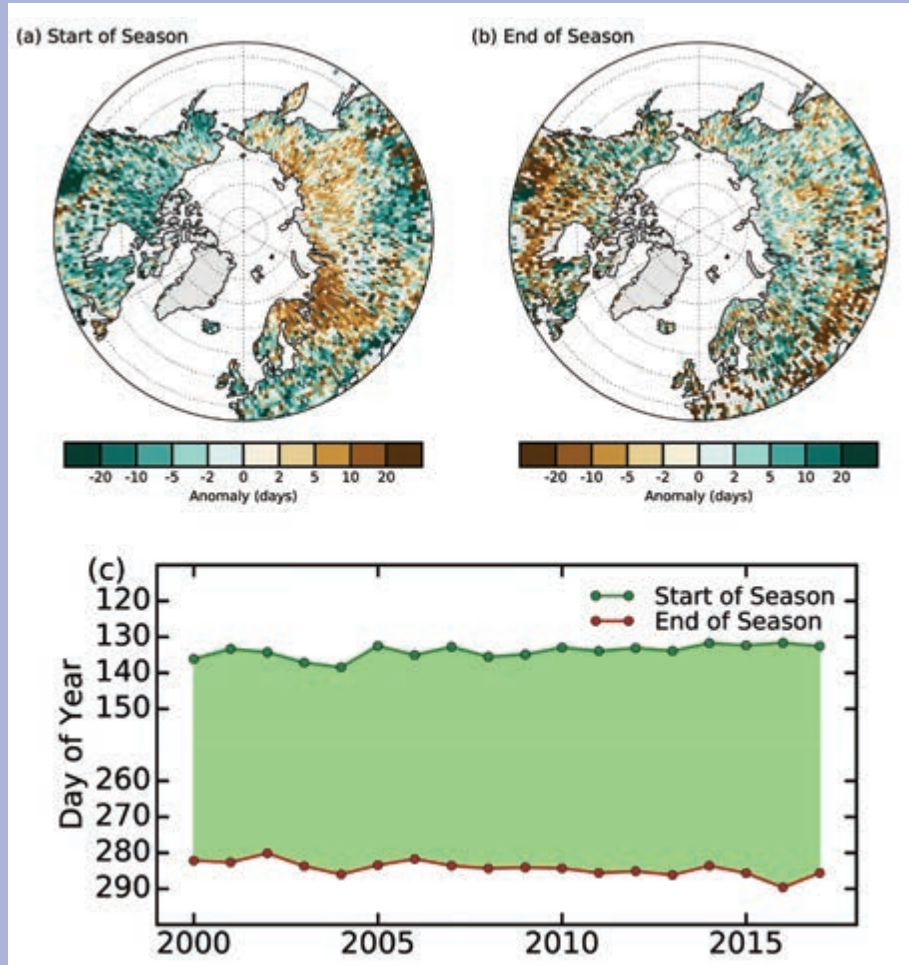 (a) Start of Season
(b) End of Season
-20 -10 -5 -2 0 2 5 10 20
Anomaly (days)
-20 -10 -5 -2 0 2 5 10 20
Anomaly (days)
(c)
Start of Season
End of Season
Day of Year
120
130
140
150
260
270
280
290
2000 2005 2010 2015